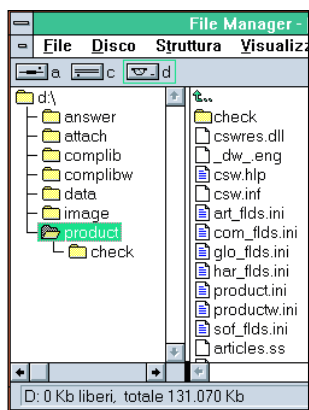 File Manager -
File Disco Struttura Visualizz
a c d
d:\
answer
attach
complib
complibw
data
image
product
check
check
cswres.dll
_dw_.eng
csw.hlp
csw.inf
art_flds.ini
com_flds.ini
glo_flds.ini
har_flds.ini
product.ini
productw.ini
sof_flds.ini
articles.ss
D: 0 Kb liberi, totale 131.070 Kb